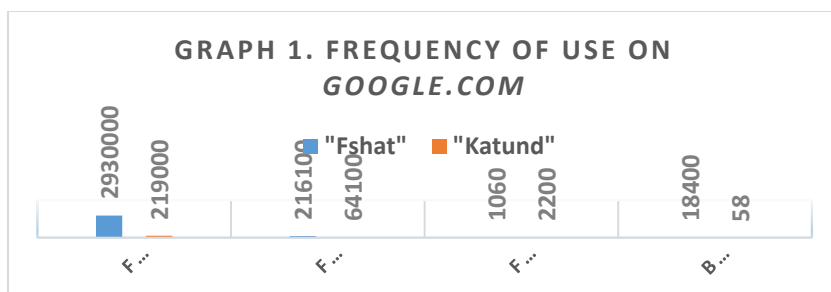 GRAPH 1. FREQUENCY OF USE ON
GOOGLE.COM
"Fshat" "Katund"
2930000
219000
216100
64100
1060
2200
18400
58
F ...
F ...
F ...
B ...